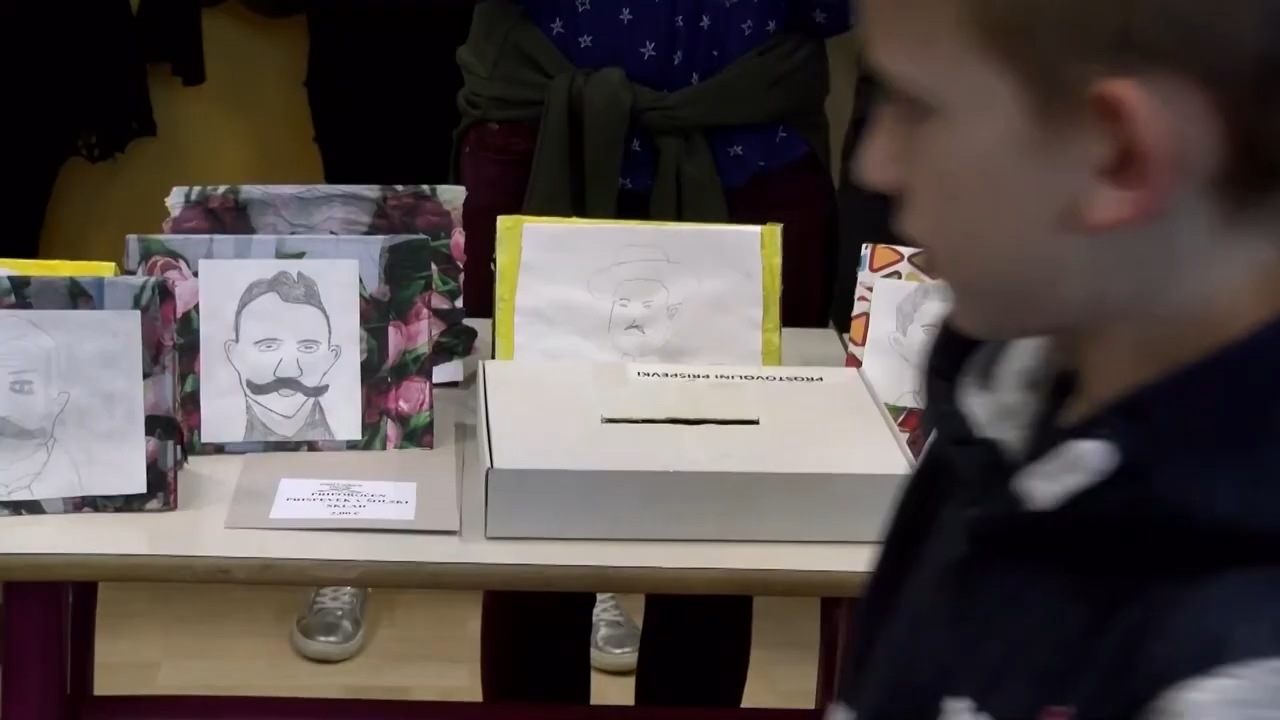 PROSTOVOLJNI PRISPEVKI
PRIPOROČEN
PRISPEVEK V ŠOLSKI
SKLAD